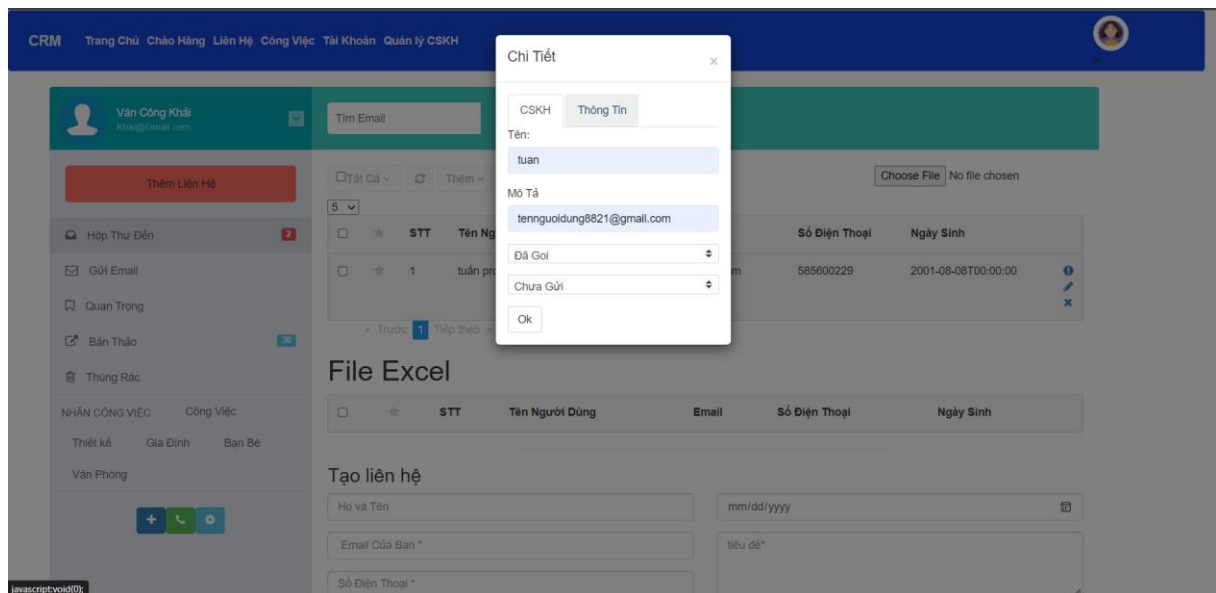 CRM Trang Chủ Chào Hàng Liên Hệ Công Việc Tài Khoản Quản lý CSKH
Chi Tiết ×
Văn Công Khải
Khai@Gmail.com
Tìm Email
CSKH Thông Tin
Tên:
tuan
Thêm Liên Hệ
Tất Cả Thêm
Choose File No file chosen
Mô Tả
5
tennguoidung8821@gmail.com
Hộp Thư Đến 2
STT Tên Ng Số Điện Thoại Ngày Sinh
Đã Gọi
Gửi Email
1 tuấn pro m 585600229 2001-08-08T00:00:00
Chưa Gửi
Quan Trọng
Ok
« Trước 1 Tiếp theo »
Bản Thảo 30
File Excel
Thùng Rác
NHÃN CÔNG VIỆC Công Việc
STT Tên Người Dùng Email Số Điện Thoại Ngày Sinh
Thiết kế Gia Đình Bạn Bè
Văn Phòng
Tạo liên hệ
Họ và Tên
mm/dd/yyyy
Email Của Bạn *
tiêu đề*
Số Điện Thoại *
javascript:void(0);